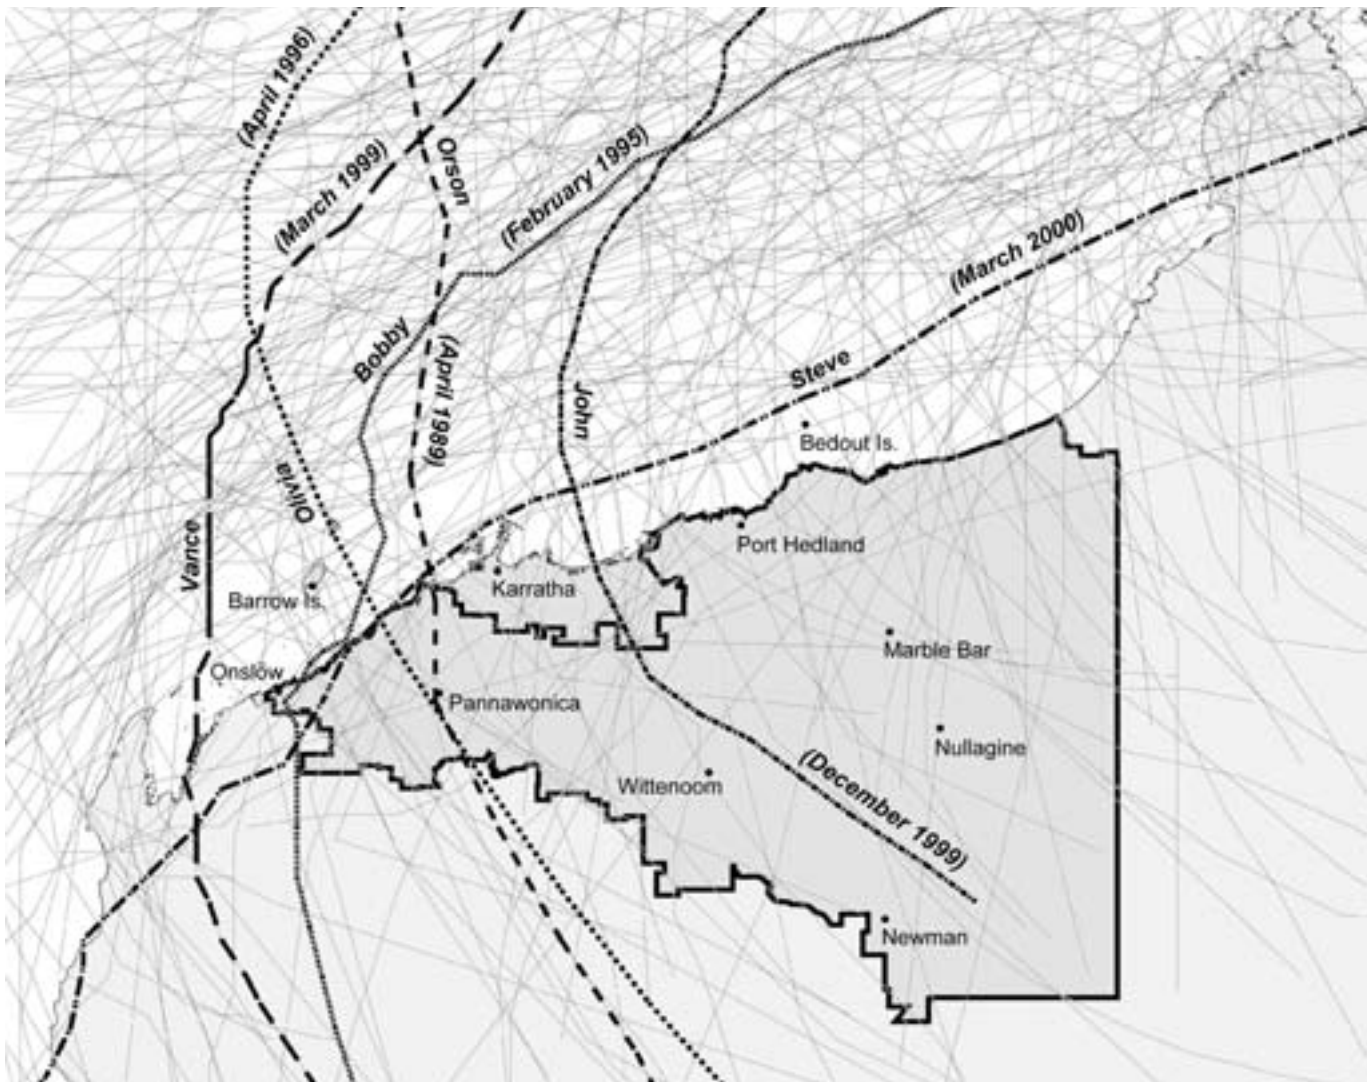 (April 1996)
(March 1999)
Orson
(February 1995)
(March 2000)
Bobby
(April 1989)
John
Steve
Bedout Is.
Olivia
Vance
Port Hedland
Barrow Is.
Karratha
Marble Bar
Onslow
Pannawonica
Nullagine
Wittenoom
(December 1999)
Newman